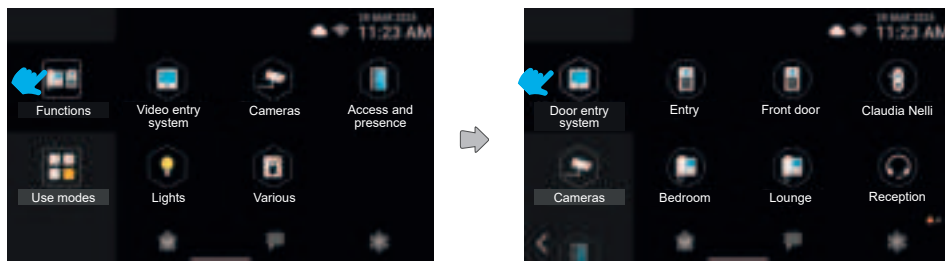 11:23 AM
Functions
Video entry
system
Cameras
Access and
presence
Use modes
Lights
Various
11:23 AM
Door entry
system
Entry
Front door
Claudia Nelli
Cameras
Bedroom
Lounge
Reception